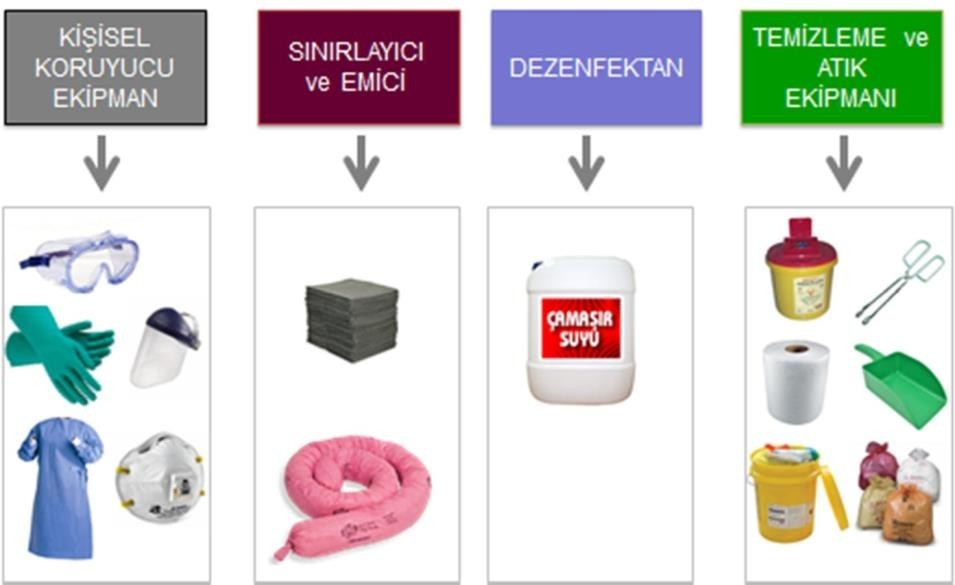 KİŞİSEL
KORUYUCU
EKİPMAN
SINIRLAYICI
ve EMİCİ
DEZENFEKTAN
TEMİZLEME ve
ATIK
EKİPMANI
ÇAMAŞIR
SUYU